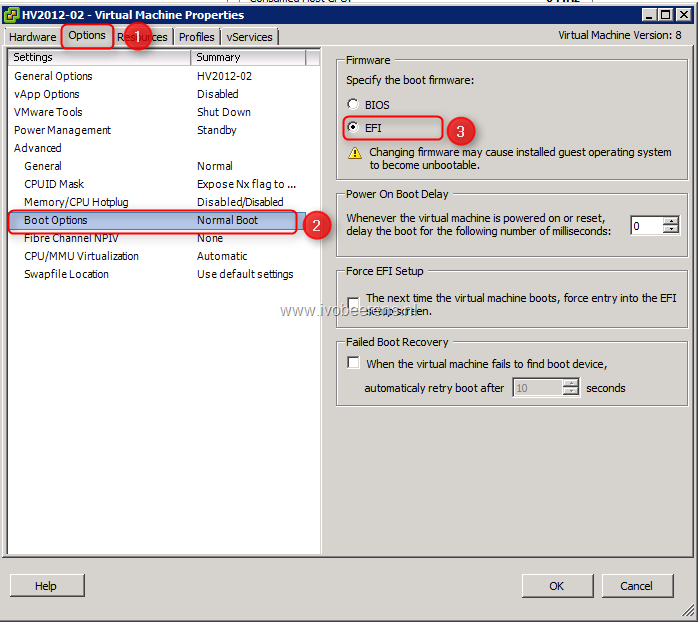 HV2012-02 - Virtual Machine Properties
Hardware Options 1 Resources Profiles vServices Virtual Machine Version: 8
Settings Summary
General Options HV2012-02
vApp Options Disabled
VMware Tools Shut Down
Power Management Standby
Advanced
General Normal
CPUID Mask Expose Nx flag to ...
Memory/CPU Hotplug Disabled/Disabled
Boot Options Normal Boot 2
Fibre Channel NPIV None
CPU/MMU Virtualization Automatic
Swapfile Location Use default settings
Firmware
Specify the boot firmware:
BIOS
EFI 3
Changing firmware may cause installed guest operating system
to become unbootable.
Power On Boot Delay
Whenever the virtual machine is powered on or reset,
delay the boot for the following number of milliseconds: 0
Force EFI Setup
The next time the virtual machine boots, force entry into the EFI
setup screen.
www.ivobeerens.nl
Failed Boot Recovery
When the virtual machine fails to find boot device,
automaticaly retry boot after 10 seconds
Help OK Cancel